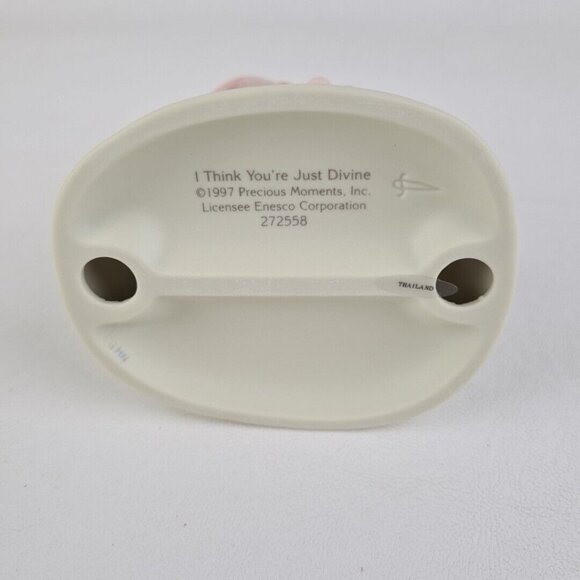 I Think You're Just Divine
©1997 Precious Moments, Inc.
Licensee Enesco Corporation
272558
THAILAND